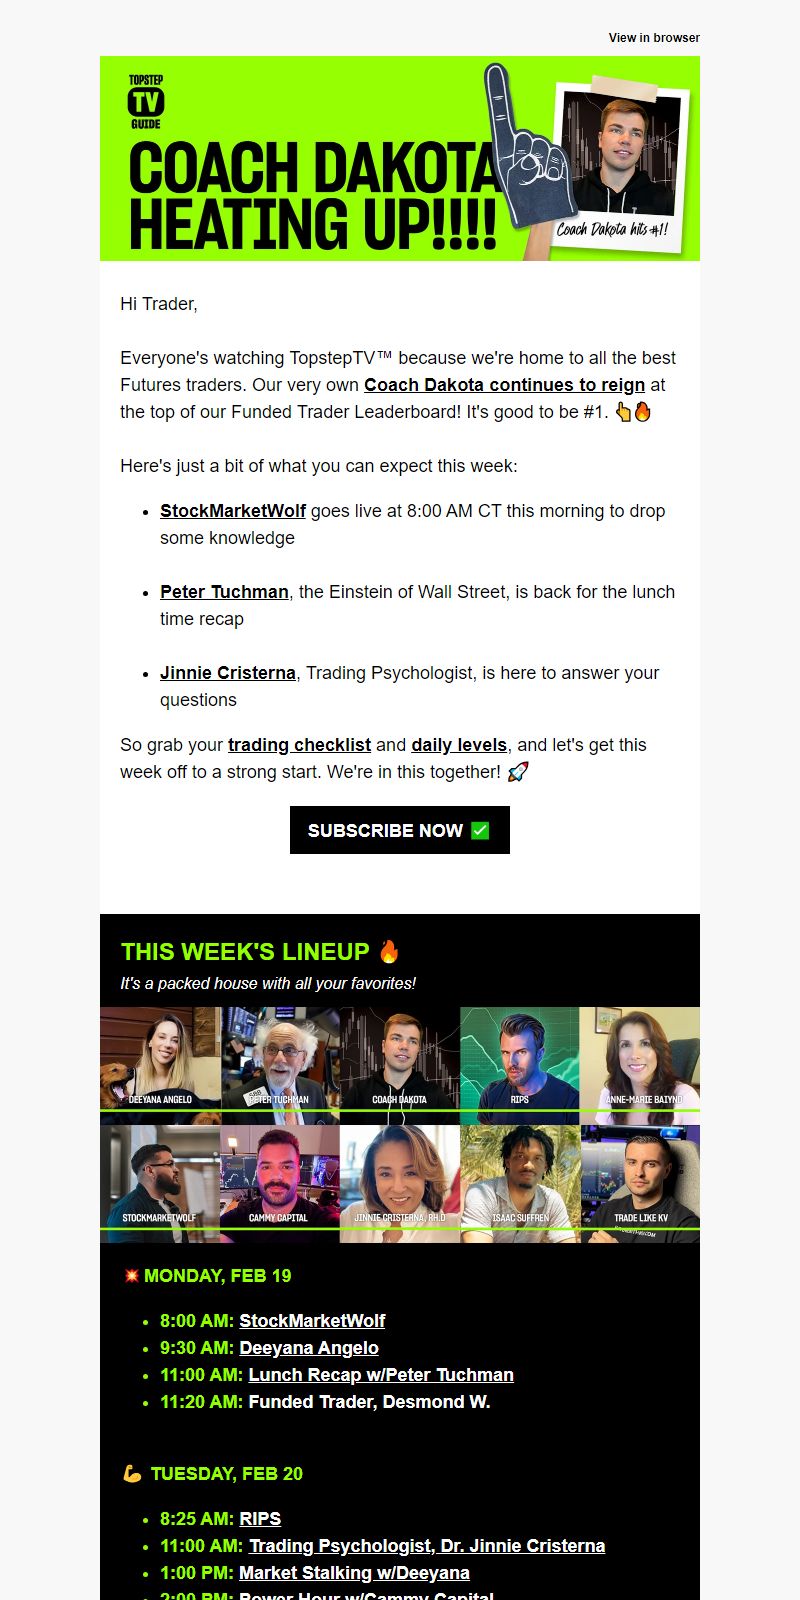 View in browser
TOPSTEP
TV
GUIDE
COACH DAKOTA
HEATING UP!!!!
Coach Dakota hits #1!
Hi Trader,
Everyone's watching TopstepTV™ because we're home to all the best
Futures traders. Our very own Coach Dakota continues to reign at
the top of our Funded Trader Leaderboard! It's good to be #1. 👆🔥
Here's just a bit of what you can expect this week:
• StockMarketWolf goes live at 8:00 AM CT this morning to drop
some knowledge
• Peter Tuchman, the Einstein of Wall Street, is back for the lunch
time recap
• Jinnie Cristerna, Trading Psychologist, is here to answer your
questions
So grab your trading checklist and daily levels, and let's get this
week off to a strong start. We're in this together! 🚀
SUBSCRIBE NOW ✅
THIS WEEK'S LINEUP 🔥
It's a packed house with all your favorites!
DEEYANA ANGELO
PETER TUCHMAN
COACH DAKOTA
RIPS
ANNE-MARIE BAIYND
STOCKMARKETWOLF
CAMMY CAPITAL
JINNIE CRISTERNA, RH.D
ISAAC SUFFREN
TRADE LIKE KV
💥 MONDAY, FEB 19
• 8:00 AM: StockMarketWolf
• 9:30 AM: Deeyana Angelo
• 11:00 AM: Lunch Recap w/Peter Tuchman
• 11:20 AM: Funded Trader, Desmond W.
💪 TUESDAY, FEB 20
• 8:25 AM: RIPS
• 11:00 AM: Trading Psychologist, Dr. Jinnie Cristerna
• 1:00 PM: Market Stalking w/Deeyana
• 2:00 PM: Power Hour w/Cammy Capital